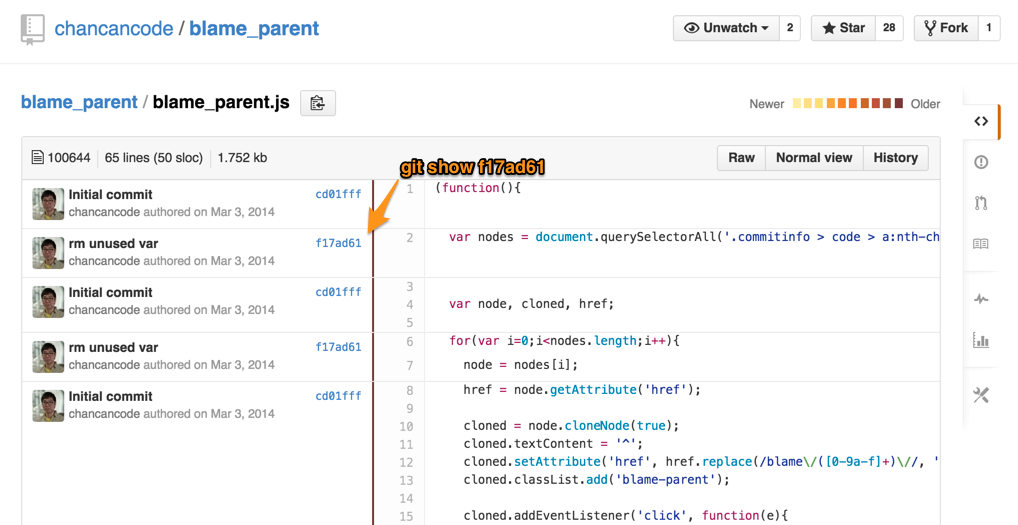 chancancode / blame_parent
Unwatch 2 Star 28 Fork 1
blame_parent / blame_parent.js
Newer Older
100644 65 lines (50 sloc) 1.752 kb
Raw Normal view History
git show f17ad61
Initial commit cd01fff
chancancode authored on Mar 3, 2014
1 (function(){
rm unused var f17ad61
chancancode authored on Mar 3, 2014
2 var nodes = document.querySelectorAll('.commitinfo > code > a:nth-ch
Initial commit cd01fff
chancancode authored on Mar 3, 2014
3
4 var node, cloned, href;
5
rm unused var f17ad61
chancancode authored on Mar 3, 2014
6 for(var i=0;i<nodes.length;i++){
7 node = nodes[i];
Initial commit cd01fff
chancancode authored on Mar 3, 2014
8 href = node.getAttribute('href');
9
10 cloned = node.cloneNode(true);
11 cloned.textContent = '^';
12 cloned.setAttribute('href', href.replace(/blame\/([0-9a-f]+)\//, '
13 cloned.classList.add('blame-parent');
14
15 cloned.addEventListener('click', function(e){